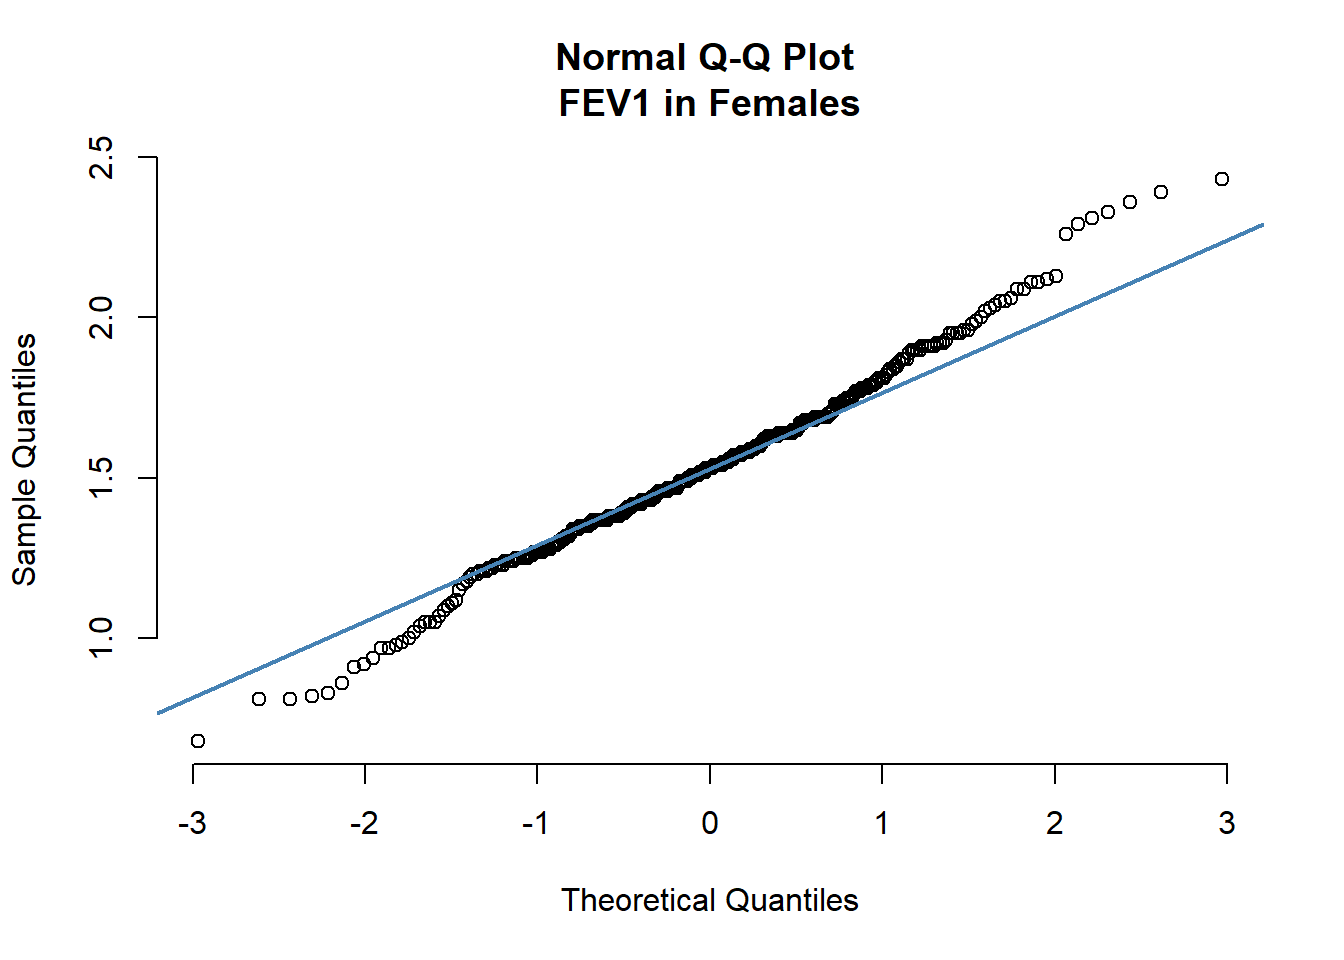 Normal Q-Q Plot
FEV1 in Females
Sample Quantiles
2.5
2.0
1.5
1.0
-3 -2 -1 0 1 2 3
Theoretical Quantiles